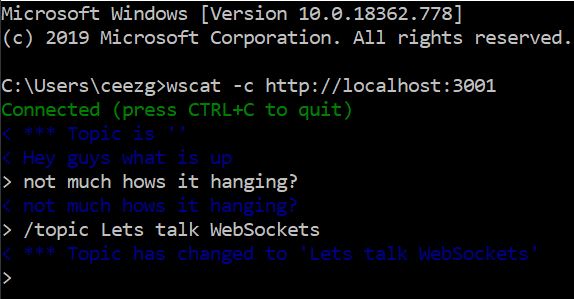 Microsoft Windows [Version 10.0.18362.778]
(c) 2019 Microsoft Corporation. All rights reserved.
C:\Users\ceezg>wscat -c http://localhost:3001
Connected (press CTRL+C to quit)
< *** Topic is ''
< Hey guys what is up
> not much hows it hanging?
< not much hows it hanging?
> /topic Lets talk WebSockets
< *** Topic has changed to 'Lets talk WebSockets'
>